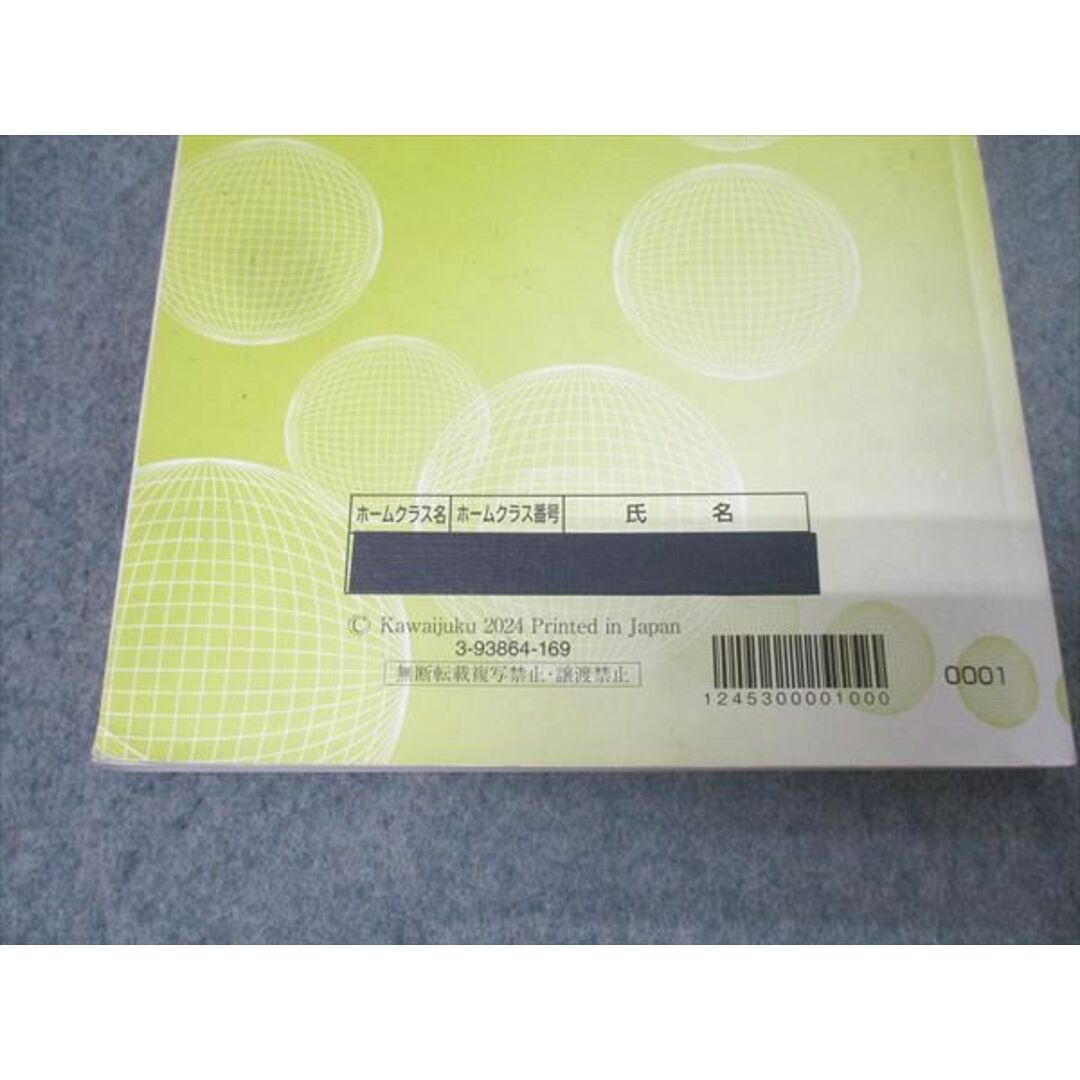 ホームクラス名 ホームクラス番号 氏 名
© Kawaijuku 2024 Printed in Japan
3-93864-169
無断転載複写禁止・譲渡禁止
1245300001000
0001